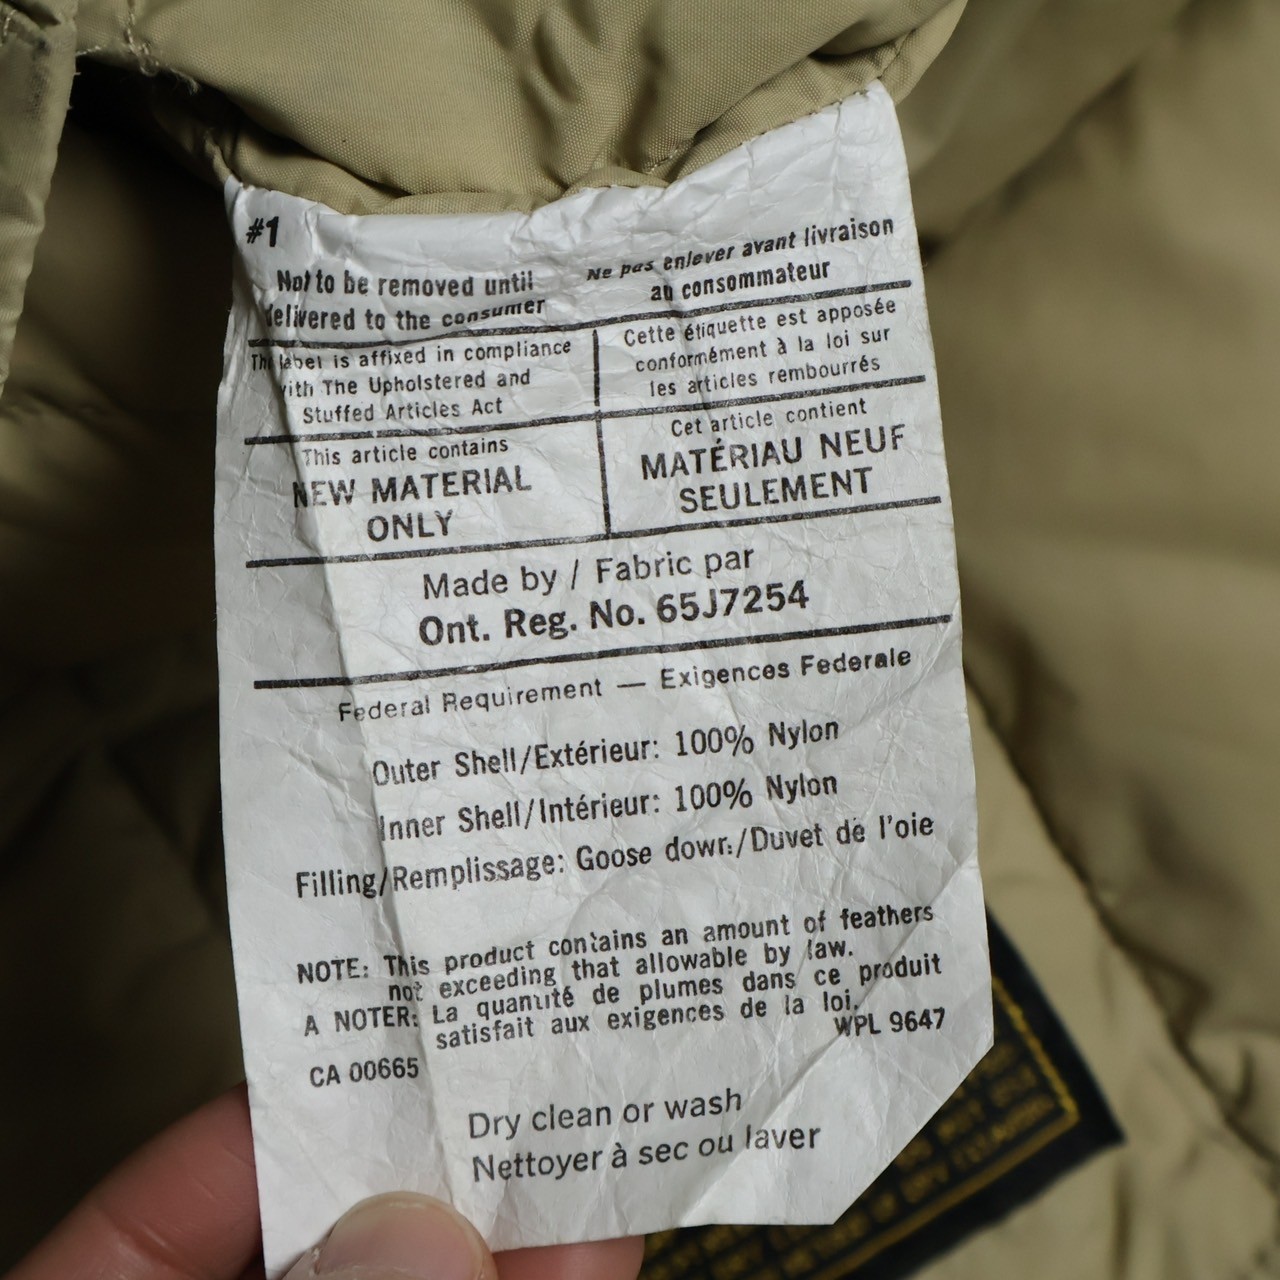 #1
Not to be removed until
delivered to the consumer
Ne pas enlever avant livraison
au consommateur
The label is affixed in compliance
with The Upholstered and
Stuffed Articles Act
Cette étiquette est apposée
conformément à la loi sur
les articles rembourrés
This article contains
NEW MATERIAL
ONLY
Cet article contient
MATÉRIAU NEUF
SEULEMENT
Made by / Fabric par
Ont. Reg. No. 65J7254
Federal Requirement — Exigences Federale
Outer Shell/Extérieur: 100% Nylon
Inner Shell/Intérieur: 100% Nylon
Filling/Remplissage: Goose down/Duvet de l'oie
NOTE: This product contains an amount of feathers
not exceeding that allowable by law.
A NOTER: La quantité de plumes dans ce produit
satisfait aux exigences de la loi.
WPL 9647
CA 00665
Dry clean or wash
Nettoyer à sec ou laver